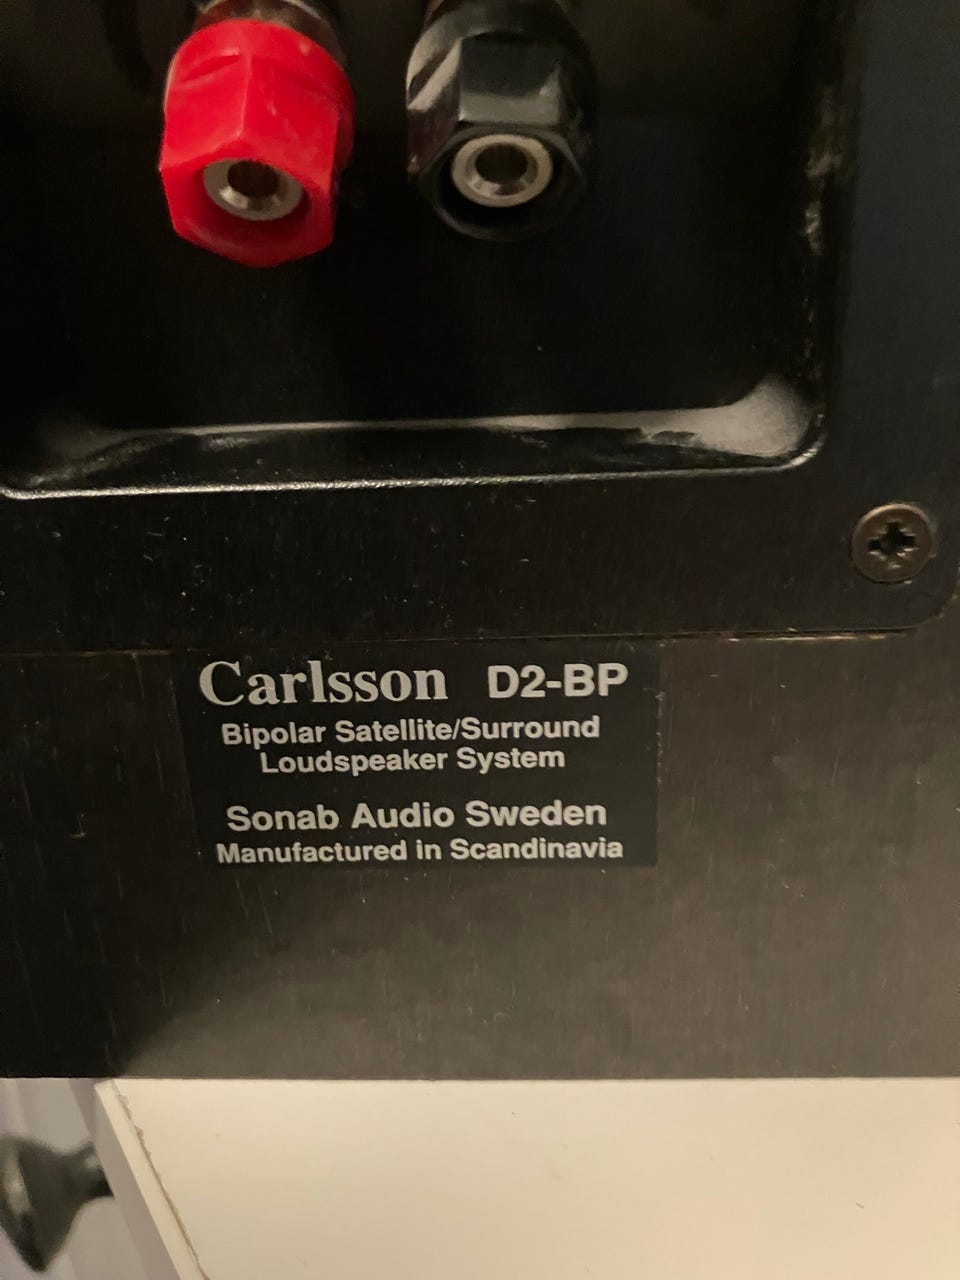 Carlsson D2-BP
Bipolar Satellite/Surround
Loudspeaker System
Sonab Audio Sweden
Manufactured in Scandinavia